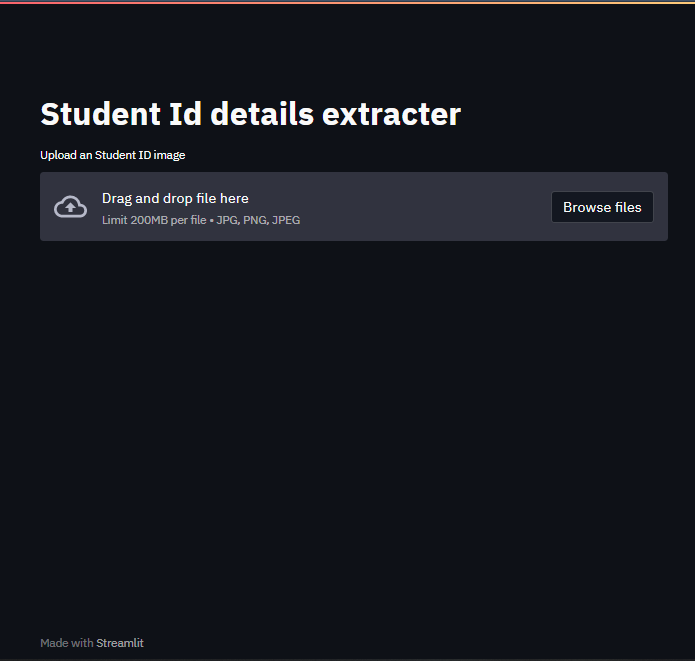 Student Id details extracter
Upload an Student ID image
Drag and drop file here
Limit 200MB per file • JPG, PNG, JPEG
Browse files
Made with Streamlit